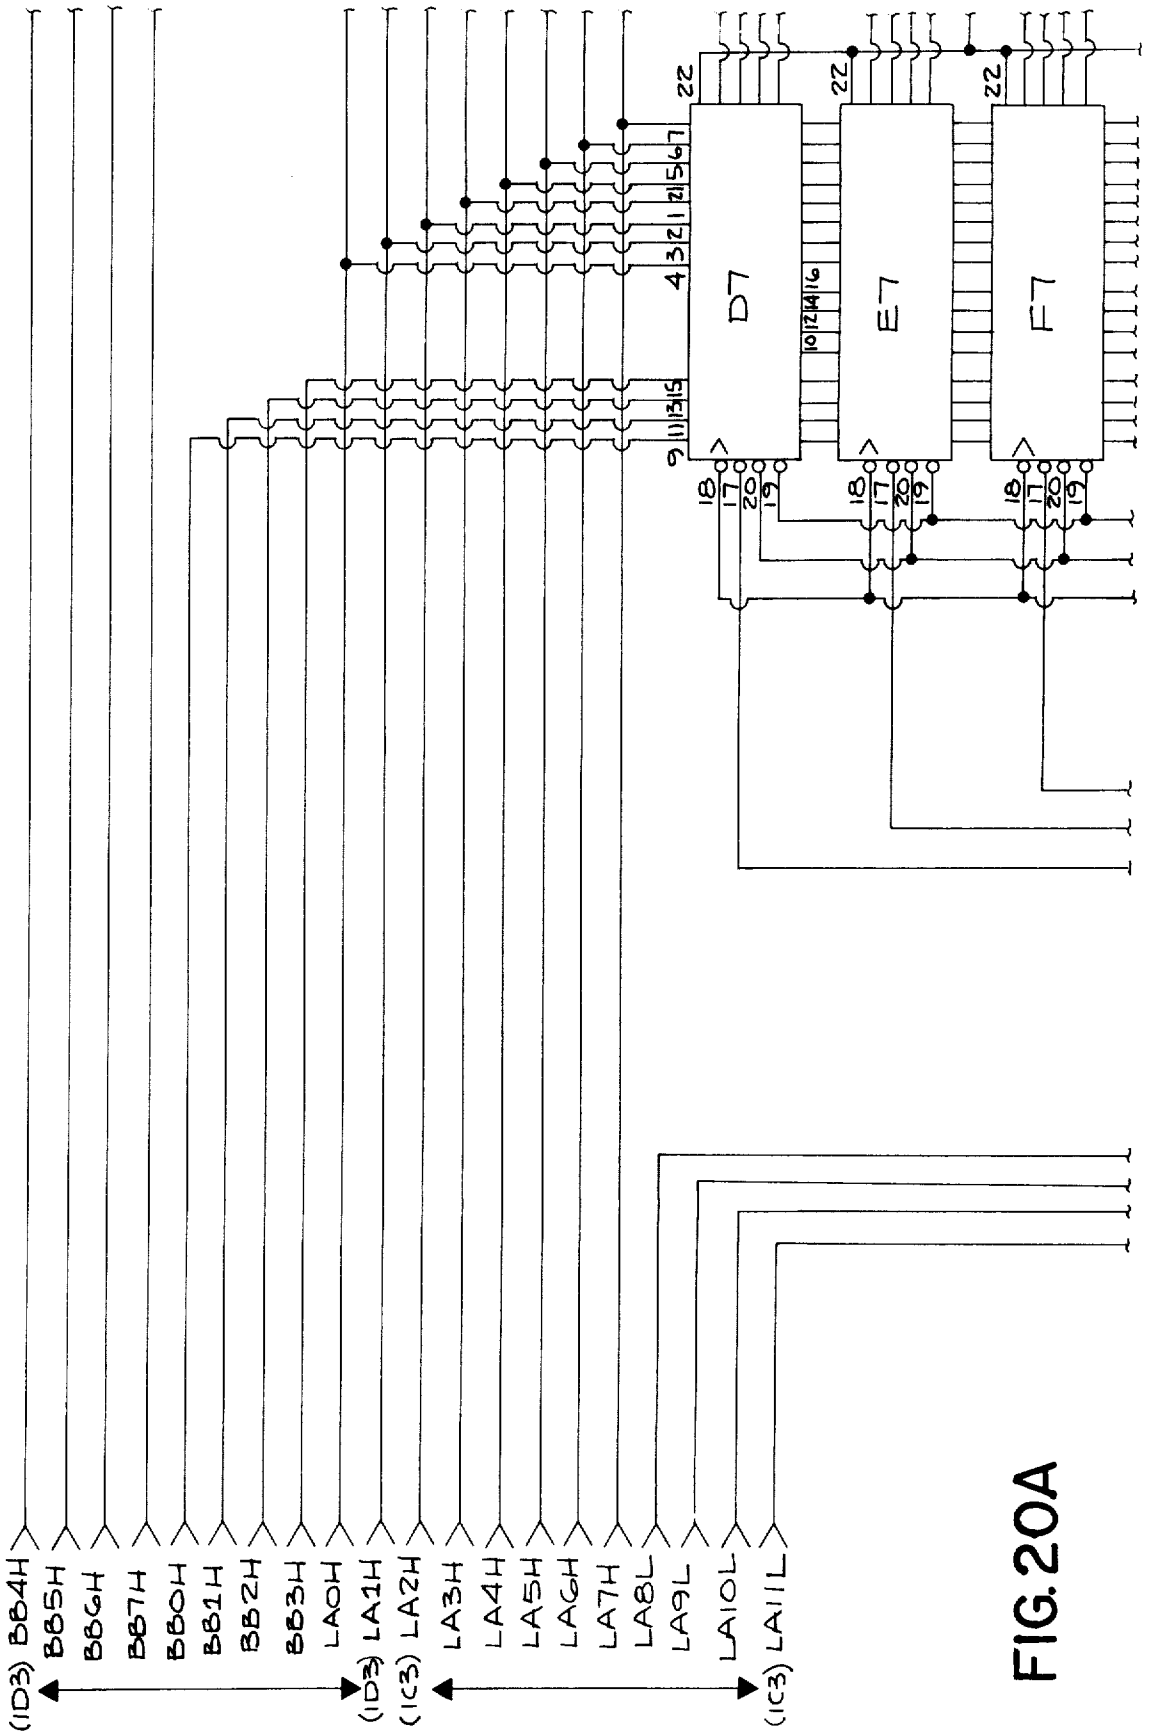 (1D3) BB4H
BB5H
BB6H
BB7H
BB0H
BB1H
BB2H
BB3H
LA0H
(1D3) LA1H
(1C3) LA2H
LA3H
LA4H
LA5H
LA6H
LA7H
LA8L
LA9L
LA10L
(1C3) LA11L
9 11 13 15
4 3 2 1 21 5 6 7
22
D7
18
17
20
19
10 12 14 16
22
E7
18
17
20
19
22
F7
18
17
20
19
FIG.20A